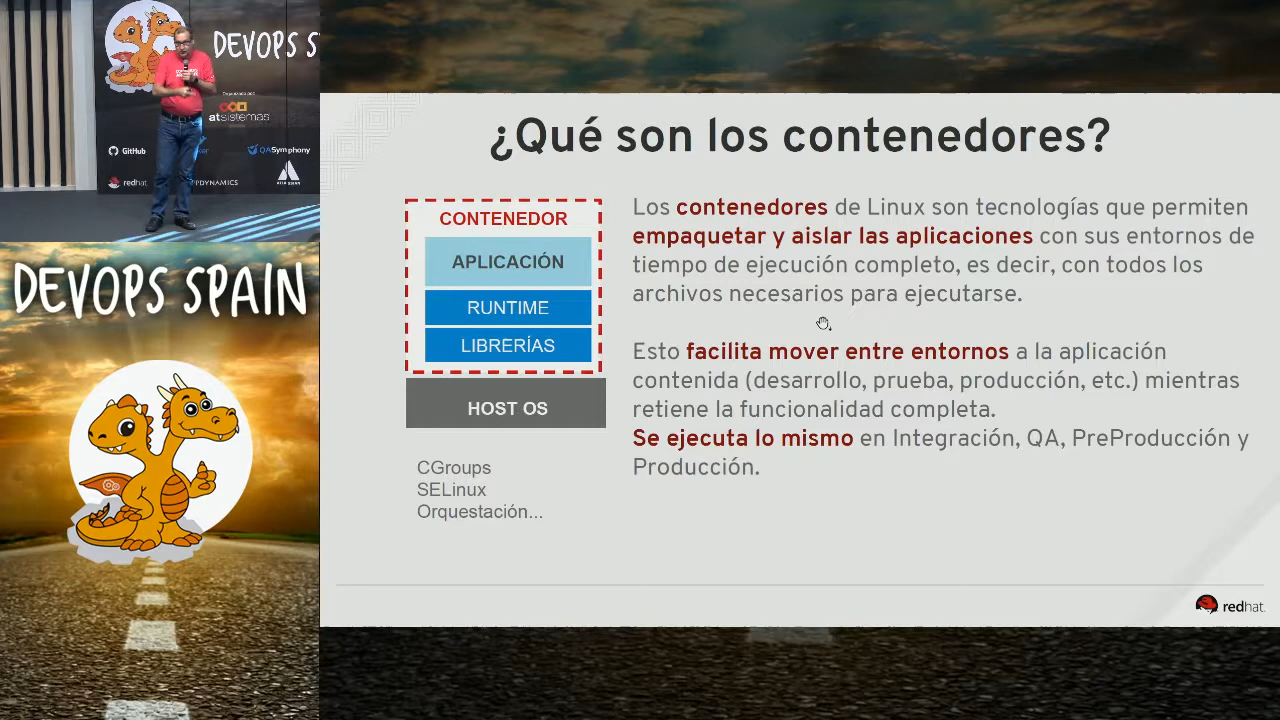 DEVOPS S
Organizado por:
atsistemas
GitHub
QASymphony
redhat
DYNAMICS
ATLASSIAN
DEVOPS SPAIN
¿Qué son los contenedores?
CONTENEDOR
APLICACIÓN
RUNTIME
LIBRERÍAS
HOST OS
CGroups
SELinux
Orquestación...
Los contenedores de Linux son tecnologías que permiten
empaquetar y aislar las aplicaciones con sus entornos de
tiempo de ejecución completo, es decir, con todos los
archivos necesarios para ejecutarse.
Esto facilita mover entre entornos a la aplicación
contenida (desarrollo, prueba, producción, etc.) mientras
retiene la funcionalidad completa.
Se ejecuta lo mismo en Integración, QA, PreProducción y
Producción.
redhat.